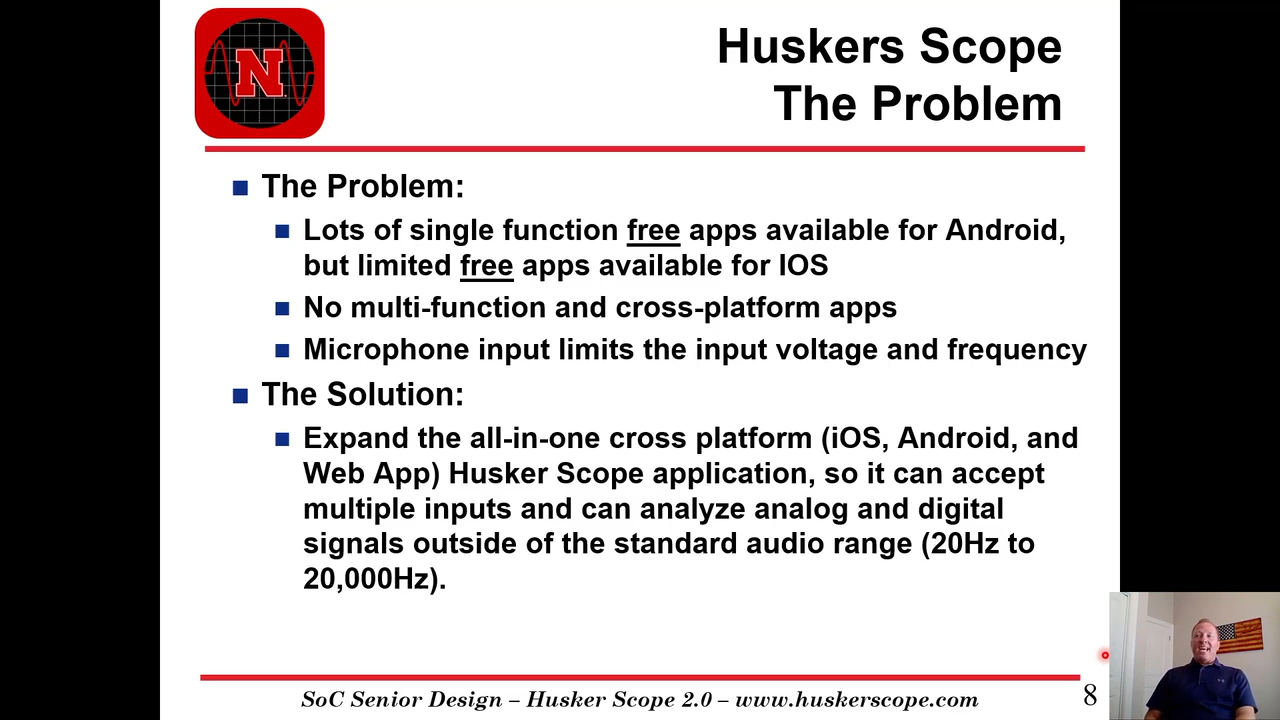 N
Huskers Scope
The Problem
The Problem:
Lots of single function free apps available for Android,
but limited free apps available for IOS
No multi-function and cross-platform apps
Microphone input limits the input voltage and frequency
The Solution:
Expand the all-in-one cross platform (iOS, Android, and
Web App) Husker Scope application, so it can accept
multiple inputs and can analyze analog and digital
signals outside of the standard audio range (20Hz to
20,000Hz).
SoC Senior Design – Husker Scope 2.0 – www.huskerscope.com
8